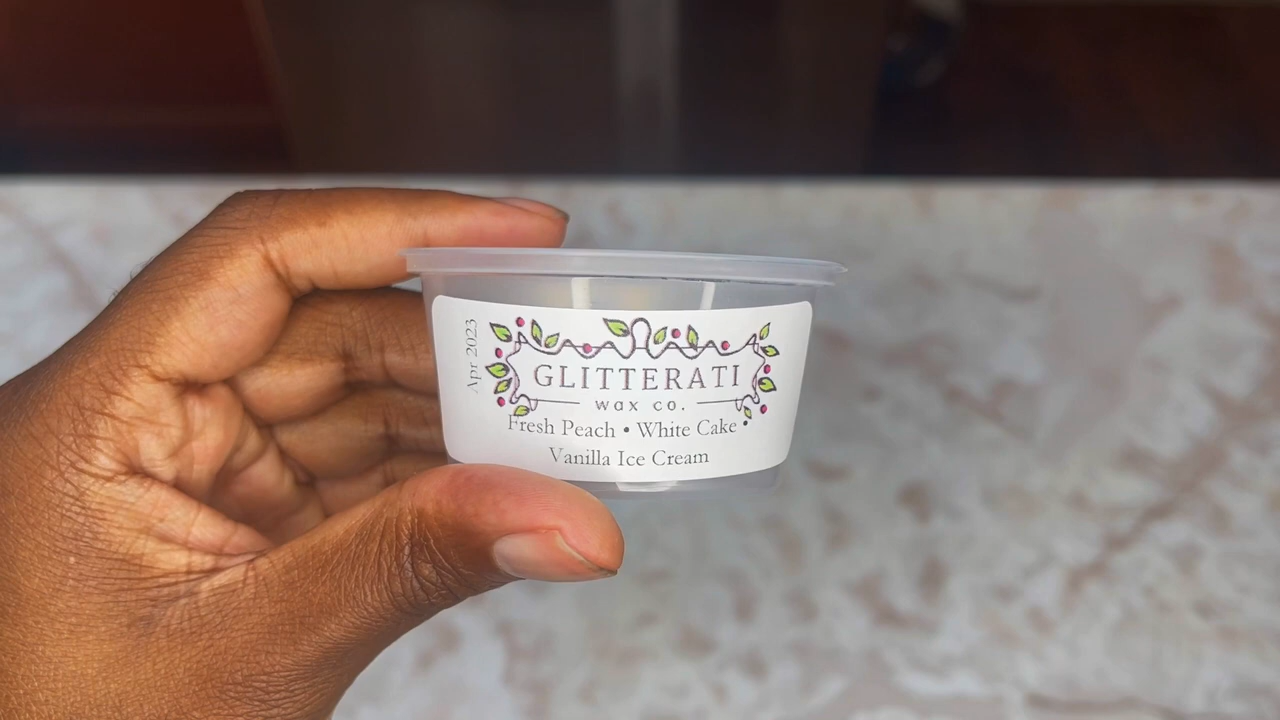 Apr 2023
GLITTERATI
wax co.
Fresh Peach • White Cake •
Vanilla Ice Cream